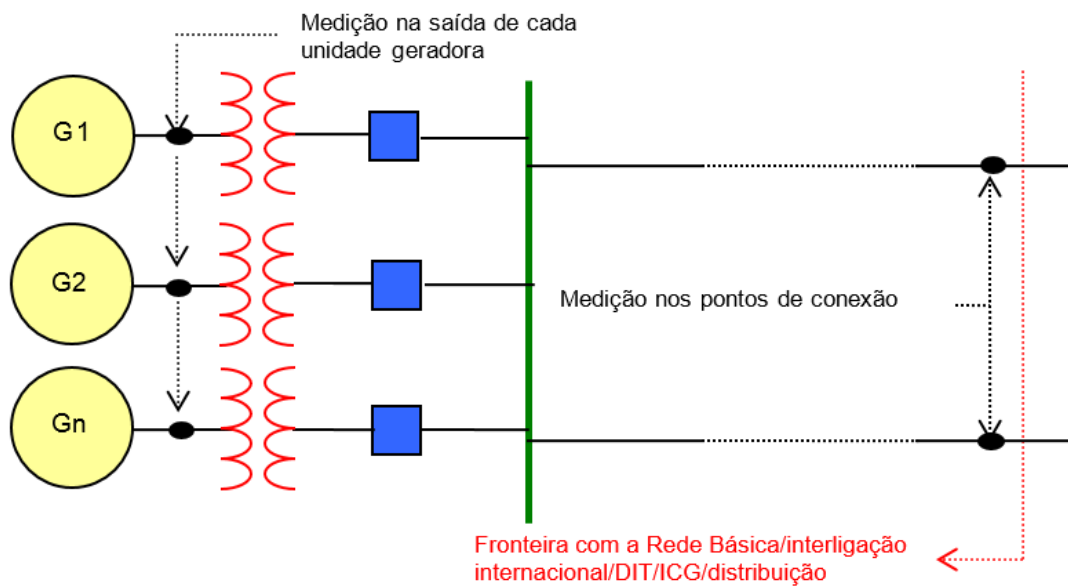 Medição na saída de cada
unidade geradora
G1
G2
Medição nos pontos de conexão
Gn
Fronteira com a Rede Básica/interligação
internacional/DIT/ICG/distribuição